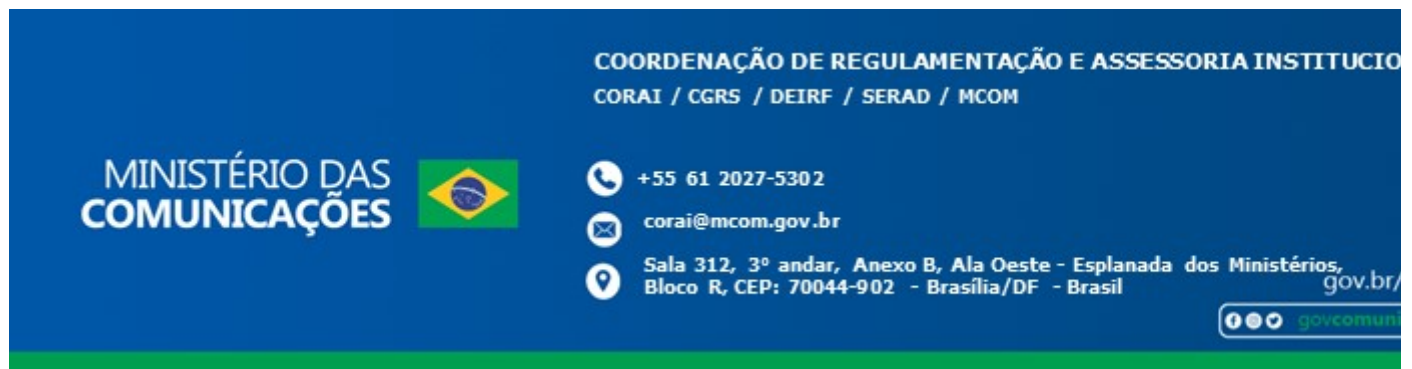 COORDENAÇÃO DE REGULAMENTAÇÃO E ASSESSORIA INSTITUCIO
CORAI / CGRS / DEIRF / SERAD / MCOM
MINISTÉRIO DAS
COMUNICAÇÕES
+55 61 2027-5302
corai@mcom.gov.br
Sala 312, 3º andar, Anexo B, Ala Oeste - Esplanada dos Ministérios,
Bloco R, CEP: 70044-902 - Brasília/DF - Brasil
gov.br/
govcomuni